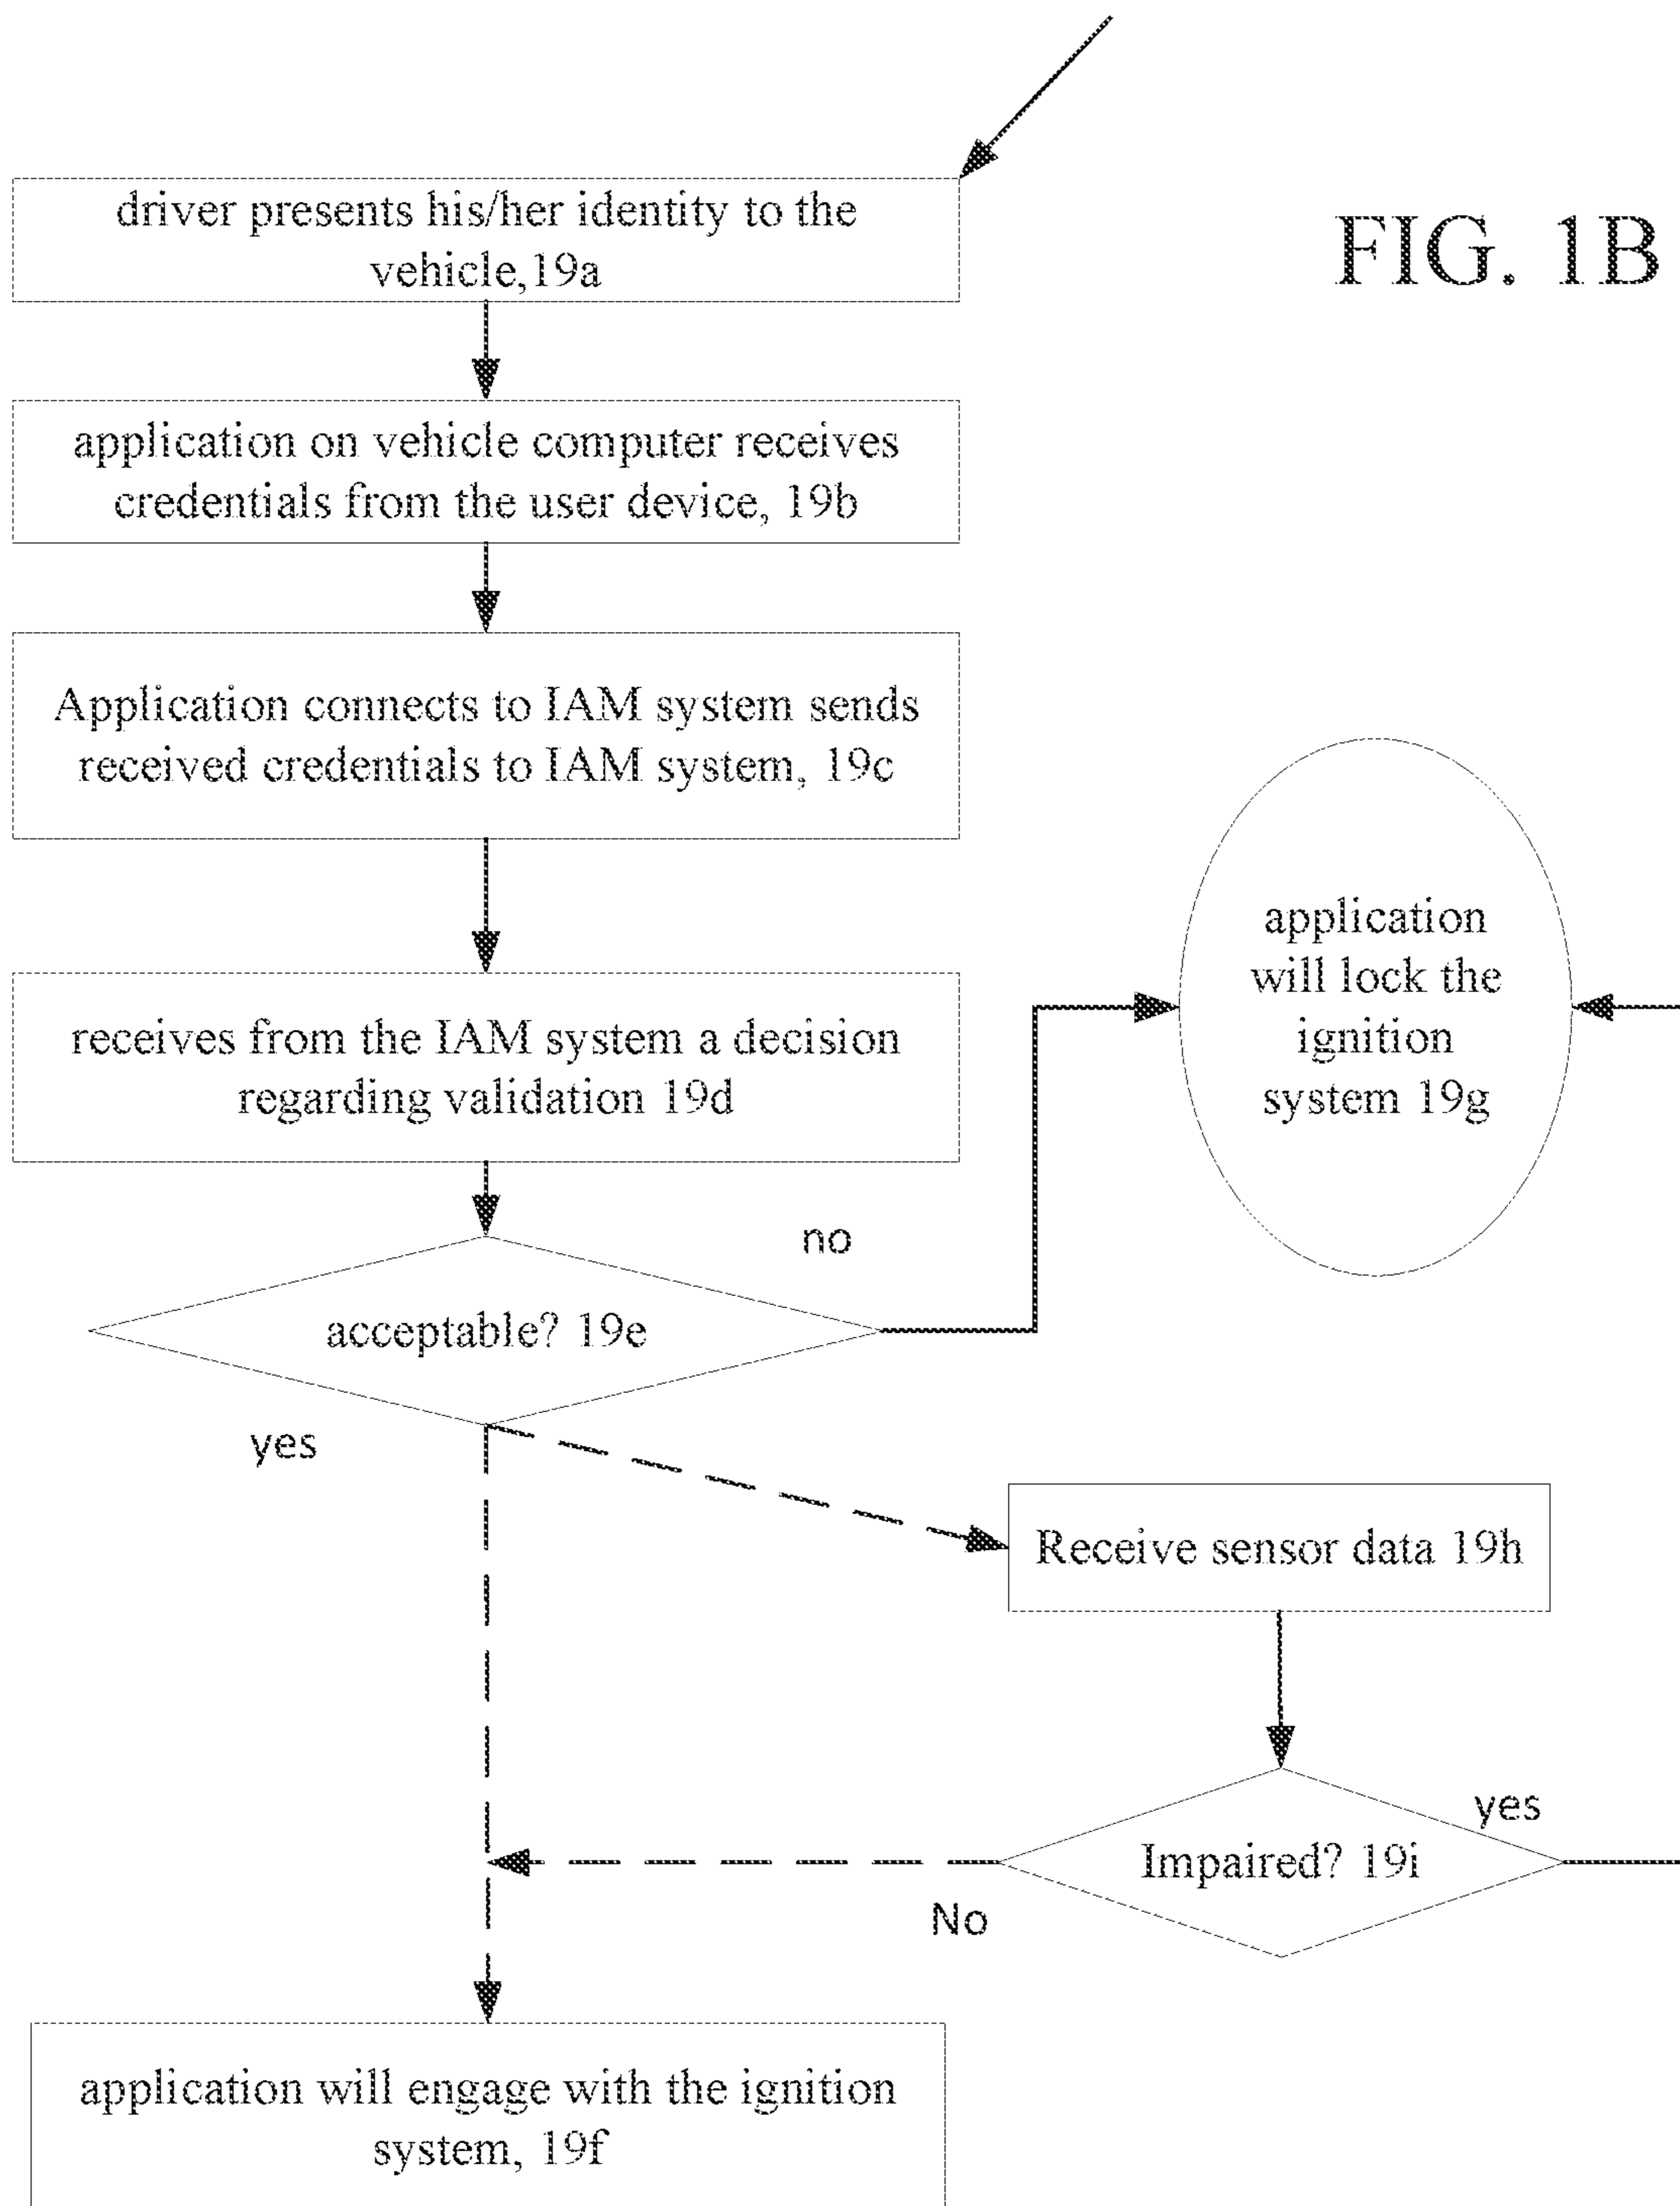 FIG. 1B
driver presents his/her identity to the
vehicle,19a
application on vehicle computer receives
credentials from the user device, 19b
Application connects to IAM system sends
received credentials to IAM system, 19c
receives from the IAM system a decision
regarding validation 19d
application
will lock the
ignition
system 19g
no
acceptable? 19e
yes
Receive sensor data 19h
yes
Impaired? 19i
No
application will engage with the ignition
system, 19f